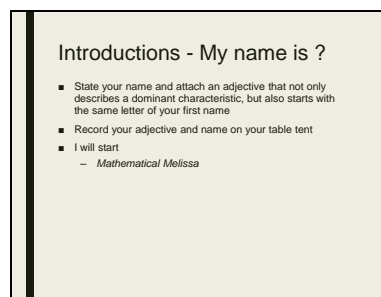 Introductions - My name is ?
■ State your name and attach an adjective that not only
describes a dominant characteristic, but also starts with
the same letter of your first name
■ Record your adjective and name on your table tent
■ I will start
– Mathematical Melissa